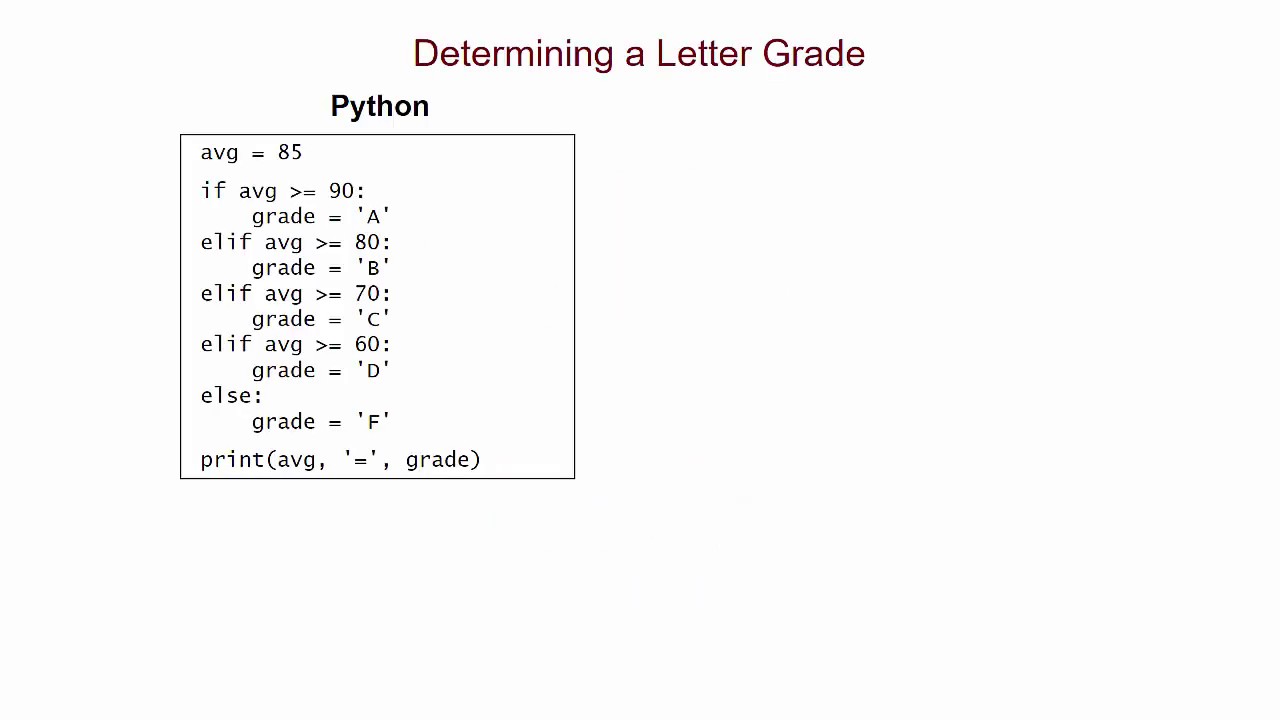 Determining a Letter Grade
Python
avg = 85
if avg >= 90:
    grade = 'A'
elif avg >= 80:
    grade = 'B'
elif avg >= 70:
    grade = 'C'
elif avg >= 60:
    grade = 'D'
else:
    grade = 'F'
print(avg, '=', grade)